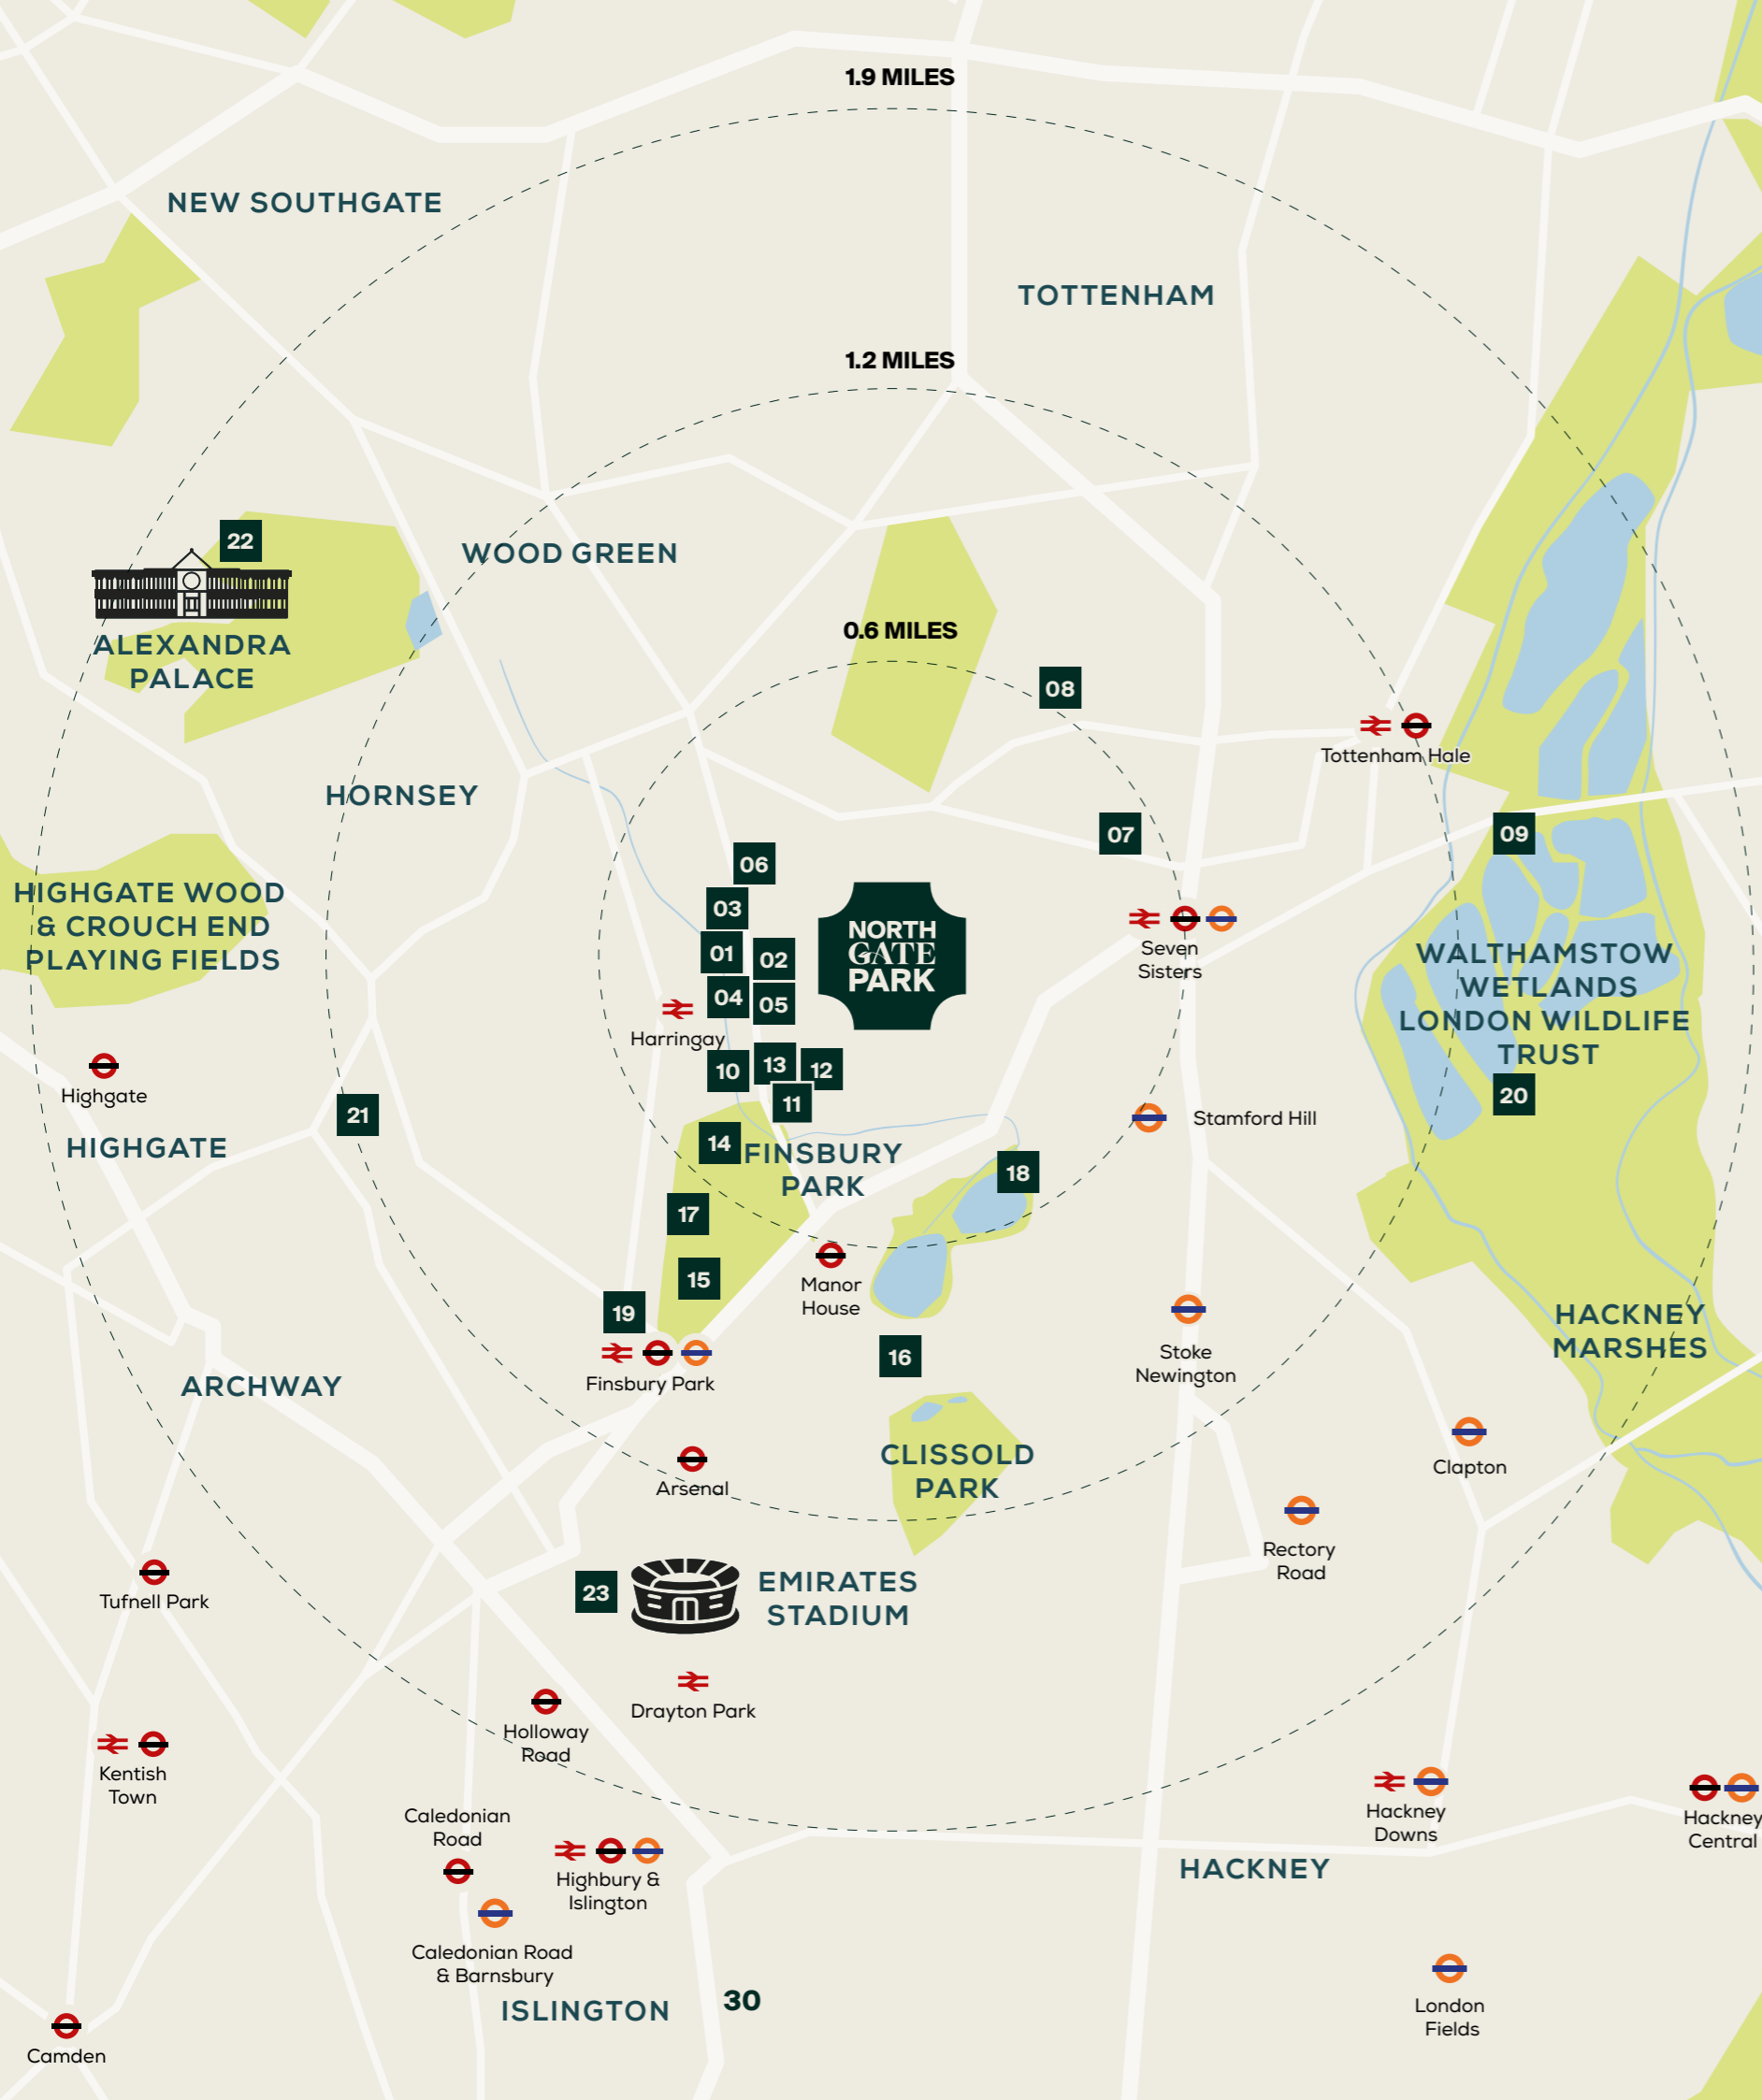 1.9 MILES
NEW SOUTHGATE
TOTTENHAM
1.2 MILES
22
WOOD GREEN
ALEXANDRA
PALACE
0.6 MILES
08
Tottenham Hale
HORNSEY
07
09
06
HIGHGATE WOOD
& CROUCH END
PLAYING FIELDS
03
01
02
04
05
NORTH
GATE
PARK
Seven
Sisters
WALTHAMSTOW
WETLANDS
LONDON WILDLIFE
TRUST
20
Harringay
10
13
12
11
Highgate
HIGHGATE
21
14
FINSBURY
PARK
Stamford Hill
18
17
15
19
Manor
House
Finsbury Park
16
Stoke
Newington
HACKNEY
MARSHES
ARCHWAY
Arsenal
CLISSOLD
PARK
Clapton
Rectory
Road
Tufnell Park
23
EMIRATES
STADIUM
Drayton Park
Holloway
Road
Kentish
Town
Caledonian
Road
Highbury &
Islington
Hackney
Downs
Hackney
Central
HACKNEY
Caledonian Road
& Barnsbury
ISLINGTON
30
London
Fields
Camden